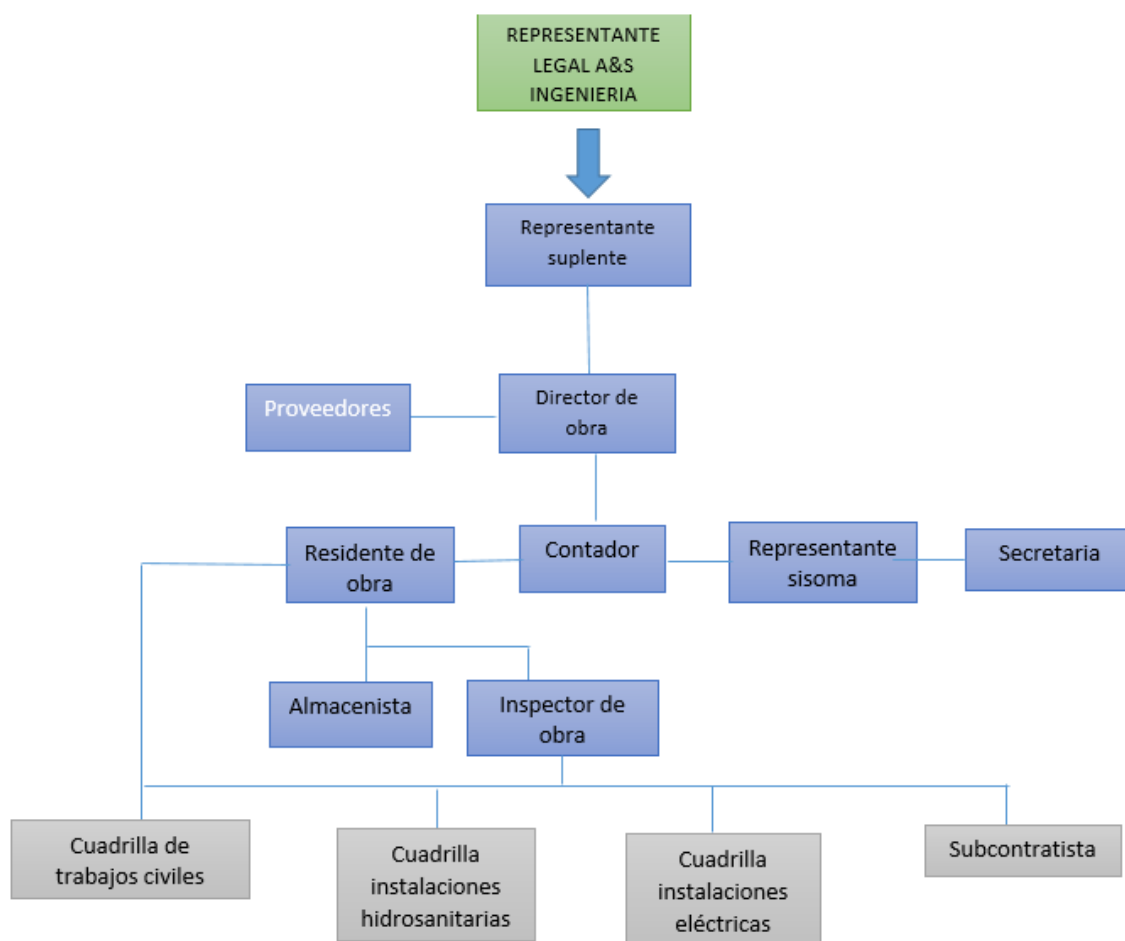 REPRESENTANTE
LEGAL A&S
INGENIERIA
Representante
suplente
Proveedores
Director de
obra
Residente de
obra
Contador
Representante
sisoma
Secretaria
Almacenista
Inspector de
obra
Cuadrilla de
trabajos civiles
Cuadrilla
instalaciones
hidrosanitarias
Cuadrilla
instalaciones
eléctricas
Subcontratista